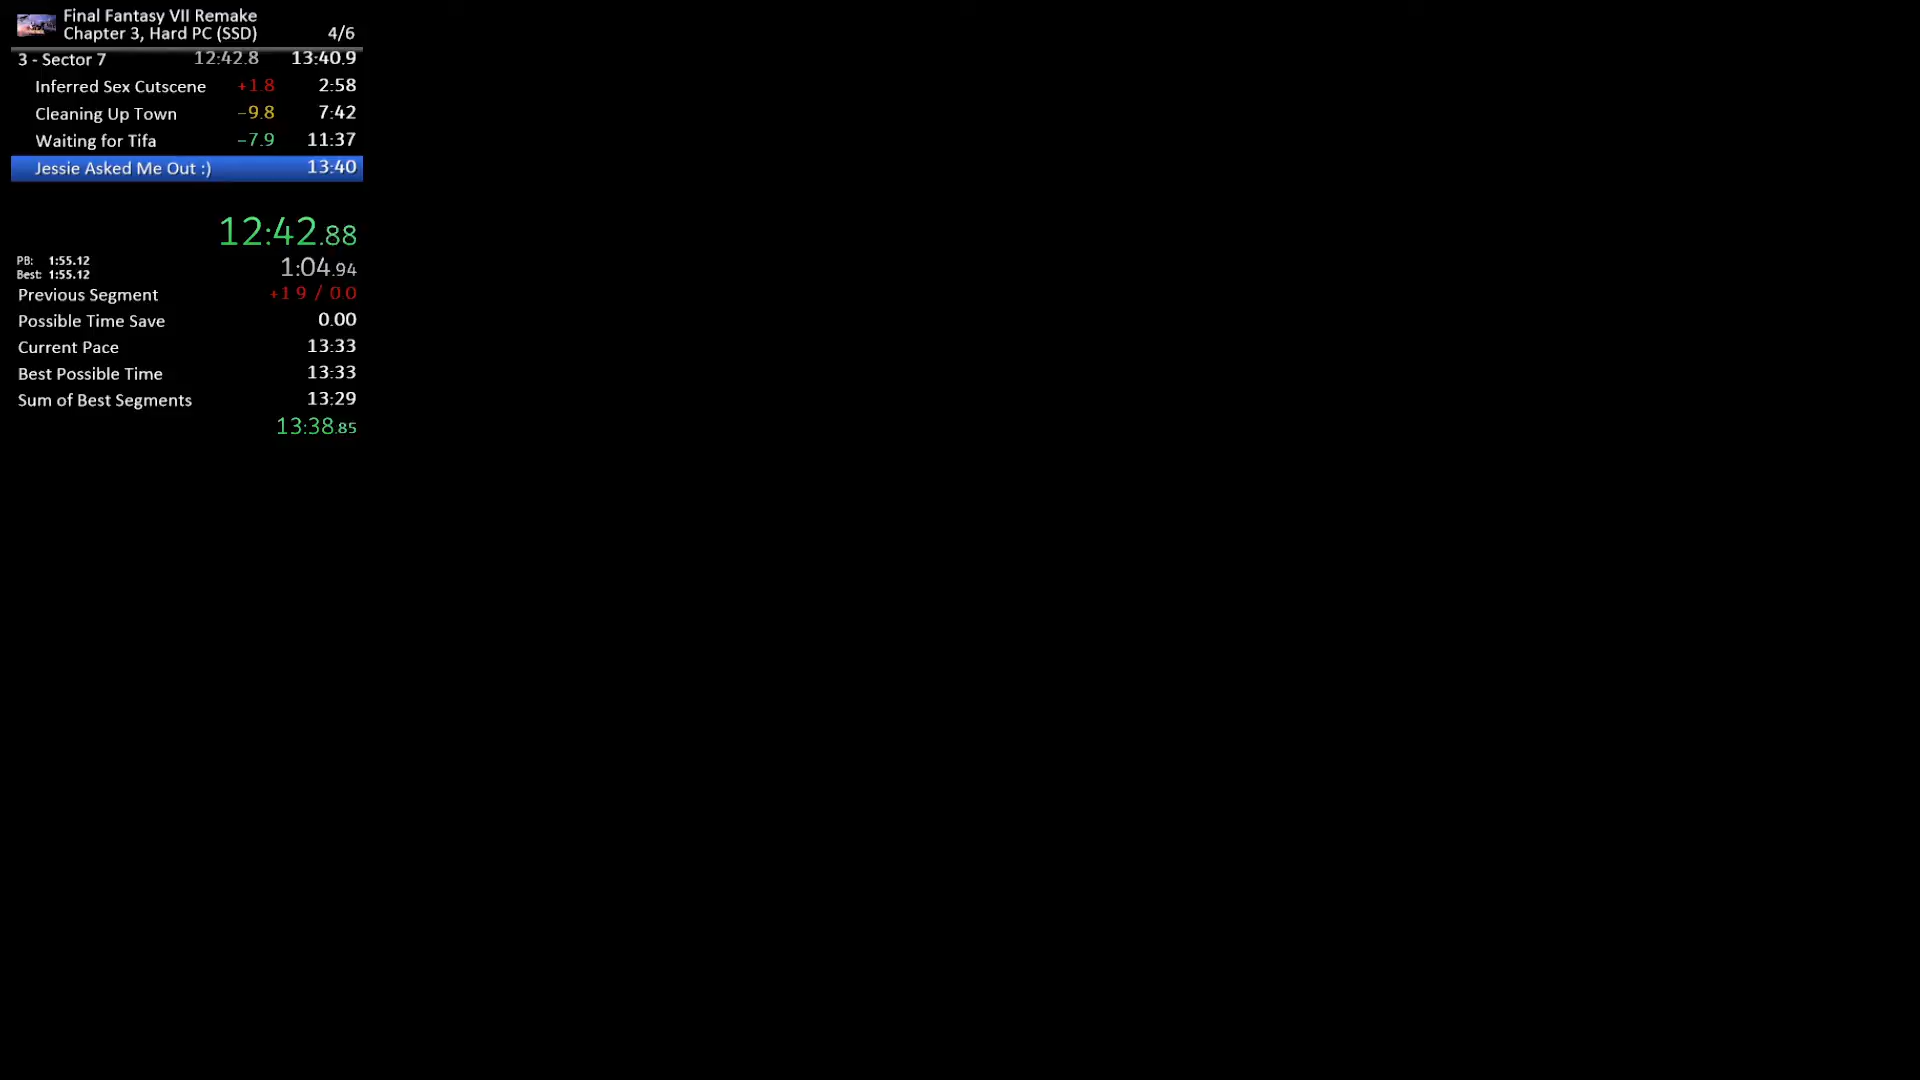 Final Fantasy VII Remake
Chapter 3, Hard PC (SSD) 4/6
3 - Sector 7 12:42.8 13:40.9
Inferred Sex Cutscene +1.8 2:58
Cleaning Up Town −9.8 7:42
Waiting for Tifa −7.9 11:37
Jessie Asked Me Out :) 13:40
12:42.88
PB: 1:55.12
Best: 1:55.12
1:04.94
Previous Segment +1.9 / 0.0
Possible Time Save 0.00
Current Pace 13:33
Best Possible Time 13:33
Sum of Best Segments 13:29
13:38.85